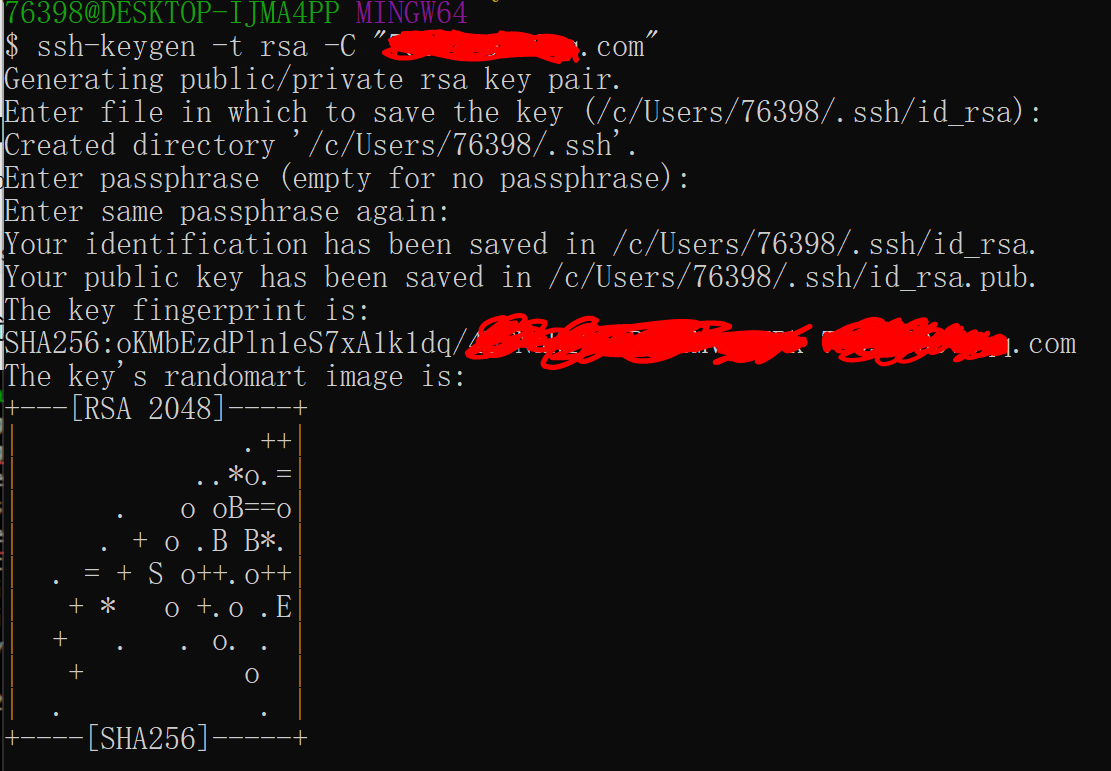 76398@DESKTOP-IJMA4PP MINGW64
$ ssh-keygen -t rsa -C ".com"
Generating public/private rsa key pair.
Enter file in which to save the key (/c/Users/76398/.ssh/id_rsa):
Created directory '/c/Users/76398/.ssh'.
Enter passphrase (empty for no passphrase):
Enter same passphrase again:
Your identification has been saved in /c/Users/76398/.ssh/id_rsa.
Your public key has been saved in /c/Users/76398/.ssh/id_rsa.pub.
The key fingerprint is:
SHA256:oKMbEzdPln1eS7xA1k1dq/ .com
The key's randomart image is:
+---[RSA 2048]----+
|              .++|
|           ..*o.=|
|      .   o oB==o|
|     . + o .B B*.|
|  . = + S o++.o++|
|   + *   o +.o .E|
|  +   .   . o. . |
|   +          o  |
|  .            . |
+----[SHA256]-----+